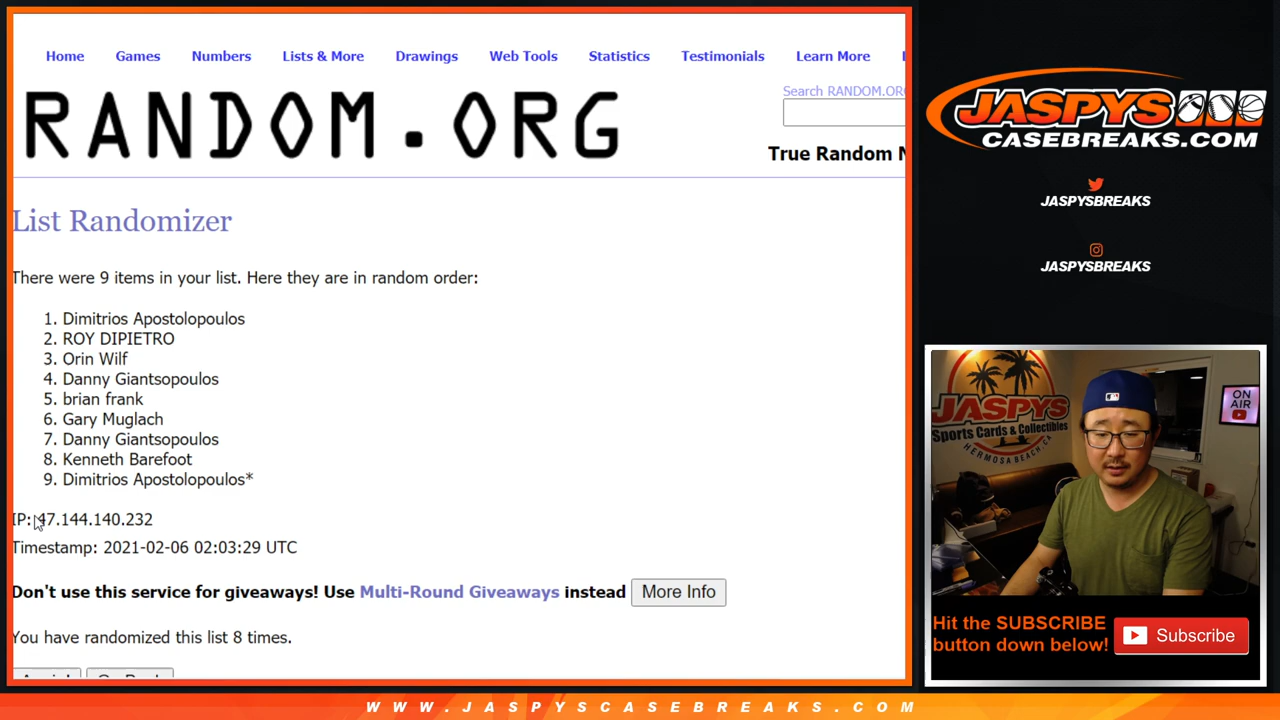 Home Games Numbers Lists & More Drawings Web Tools Statistics Testimonials Learn More
Search RANDOM.ORG
RANDOM.ORG
True Random N
List Randomizer
There were 9 items in your list. Here they are in random order:
1. Dimitrios Apostolopoulos
2. ROY DIPIETRO
3. Orin Wilf
4. Danny Giantsopoulos
5. brian frank
6. Gary Muglach
7. Danny Giantsopoulos
8. Kenneth Barefoot
9. Dimitrios Apostolopoulos*
IP: 47.144.140.232
Timestamp: 2021-02-06 02:03:29 UTC
Don't use this service for giveaways! Use Multi-Round Giveaways instead More Info
You have randomized this list 8 times.
JASPYS
CASEBREAKS.COM
JASPYSBREAKS
JASPYSBREAKS
JASPYS
Sports Cards & Collectibles
HERMOSA BEACH, CA
ON
AIR
Hit the SUBSCRIBE
button down below!
Subscribe
WWW.JASPYSCASEBREAKS.COM